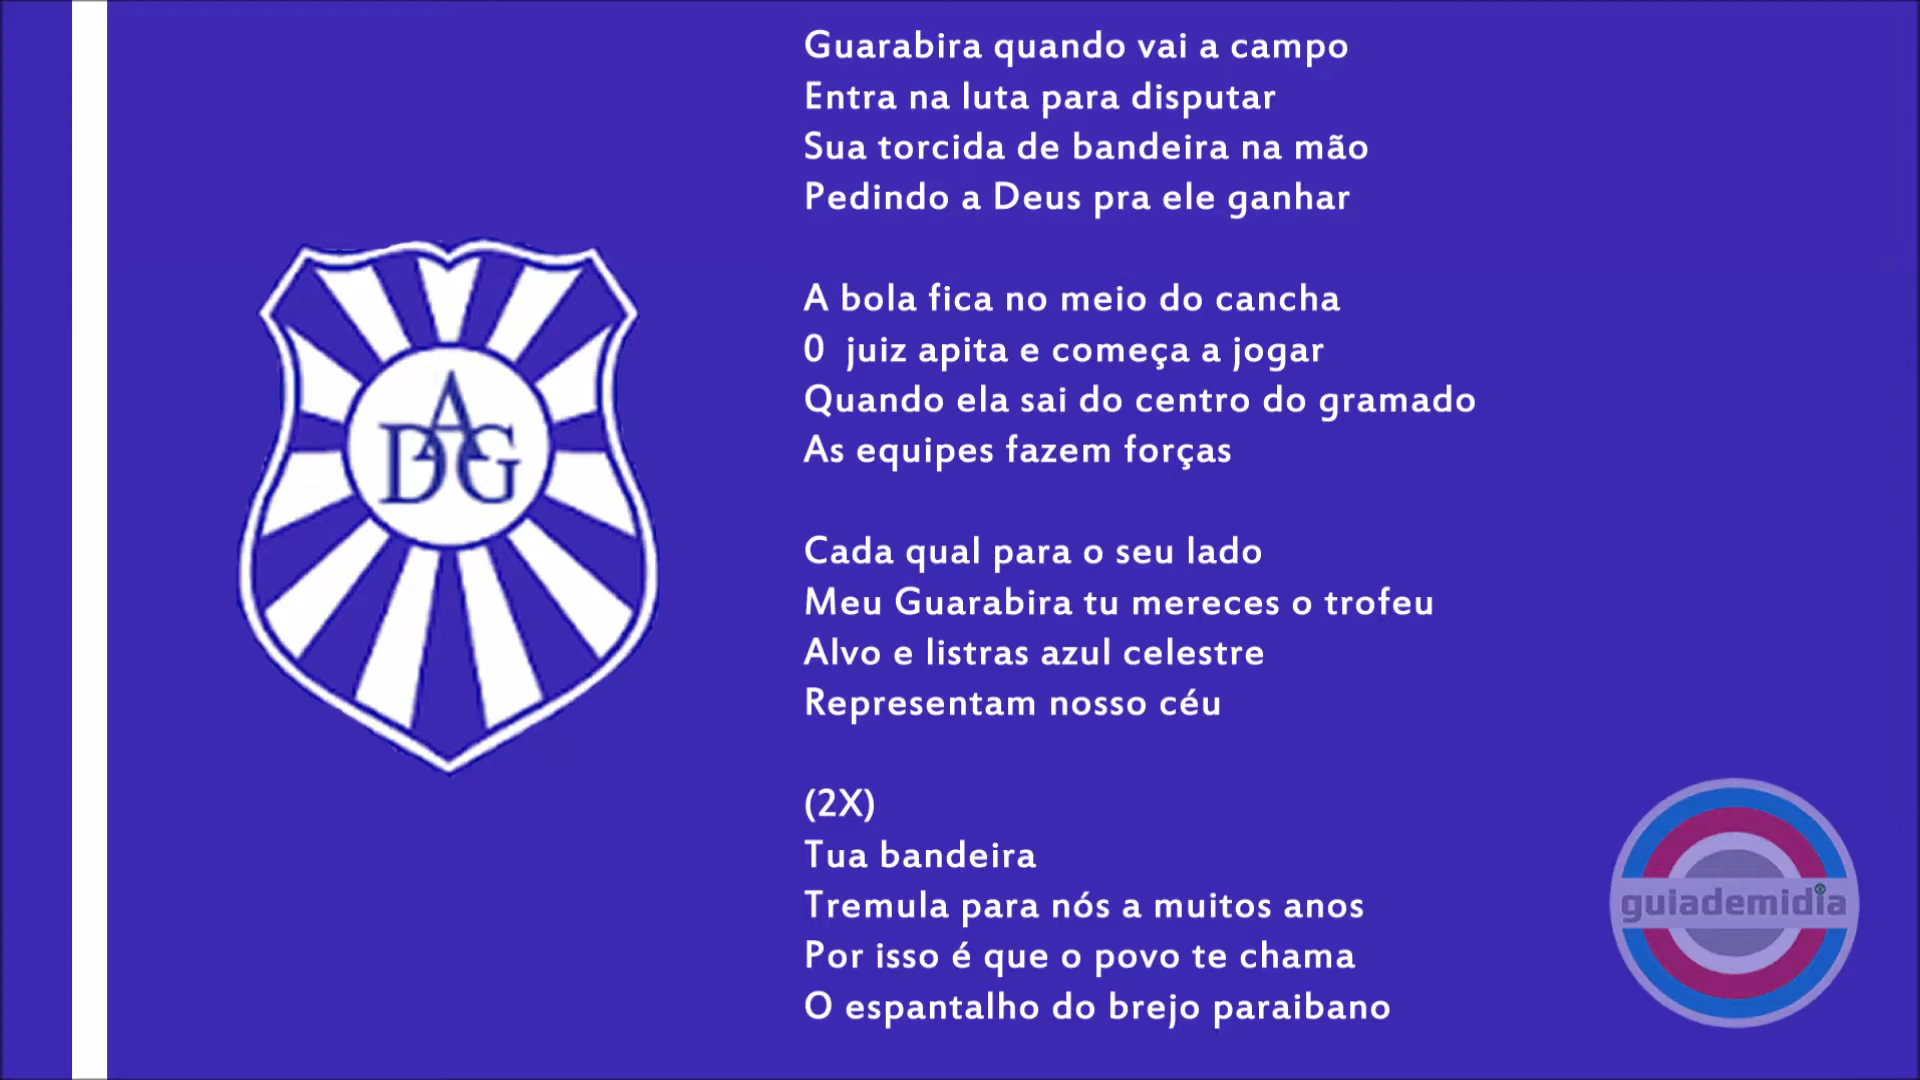 Guarabira quando vai a campo
Entra na luta para disputar
Sua torcida de bandeira na mão
Pedindo a Deus pra ele ganhar
A bola fica no meio do cancha
0 juiz apita e começa a jogar
Quando ela sai do centro do gramado
As equipes fazem forças
Cada qual para o seu lado
Meu Guarabira tu mereces o trofeu
Alvo e listras azul celestre
Representam nosso céu
(2X)
Tua bandeira
Tremula para nós a muitos anos
Por isso é que o povo te chama
O espantalho do brejo paraibano
ADG
guiademidia